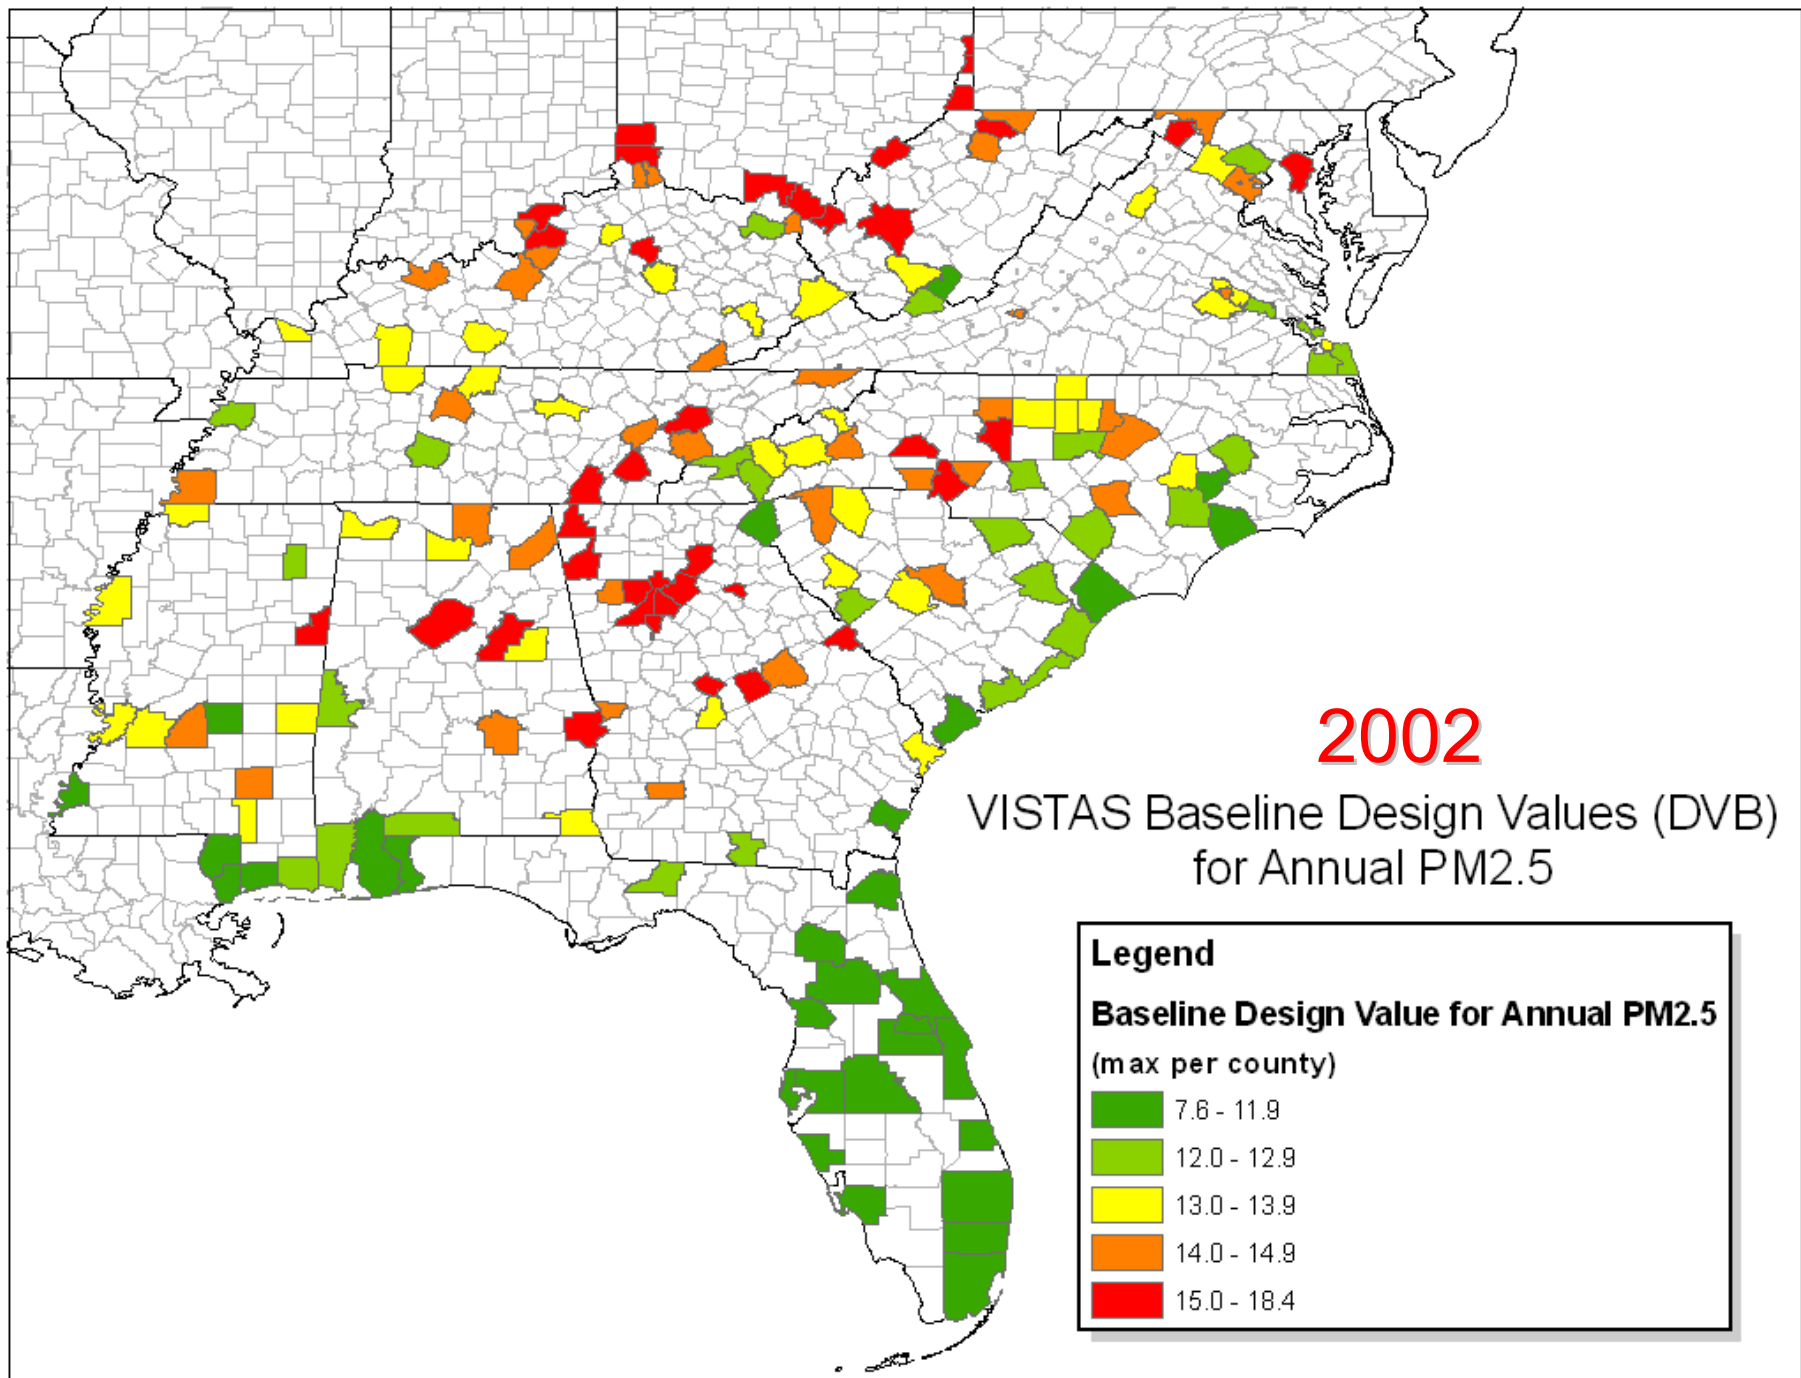 2002
VISTAS Baseline Design Values (DVB)
for Annual PM2.5
Legend
Baseline Design Value for Annual PM2.5
(max per county)
7.6 - 11.9
12.0 - 12.9
13.0 - 13.9
14.0 - 14.9
15.0 - 18.4